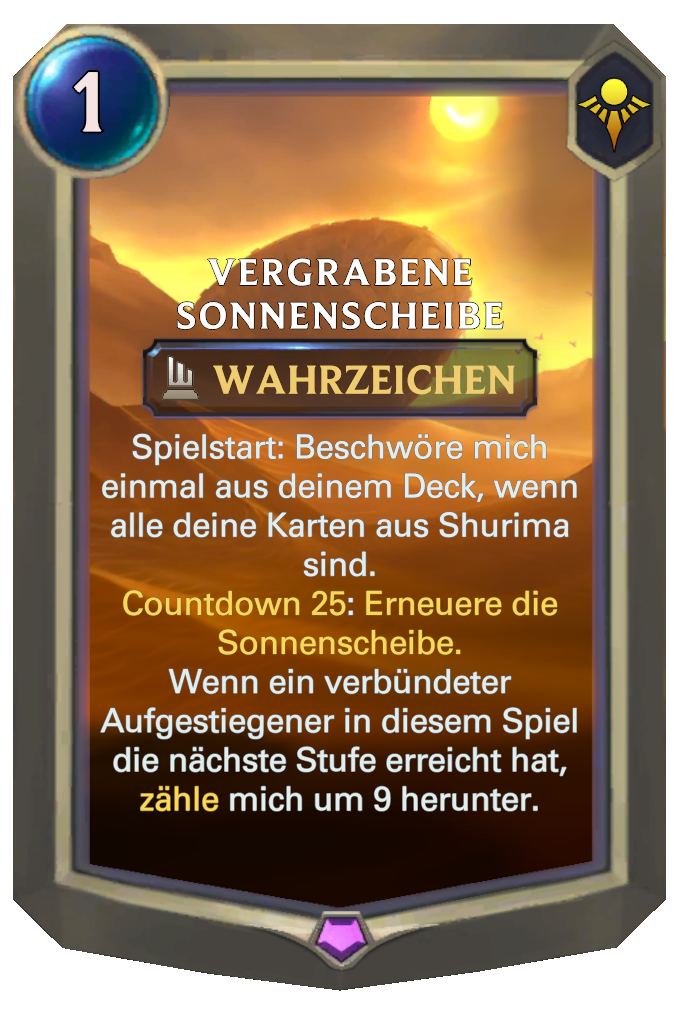 1
VERGRABENE
SONNENSCHEIBE
WAHRZEICHEN
Spielstart: Beschwöre mich
einmal aus deinem Deck, wenn
alle deine Karten aus Shurima
sind.
Countdown 25: Erneuere die
Sonnenscheibe.
Wenn ein verbündeter
Aufgestiegener in diesem Spiel
die nächste Stufe erreicht hat,
zähle mich um 9 herunter.